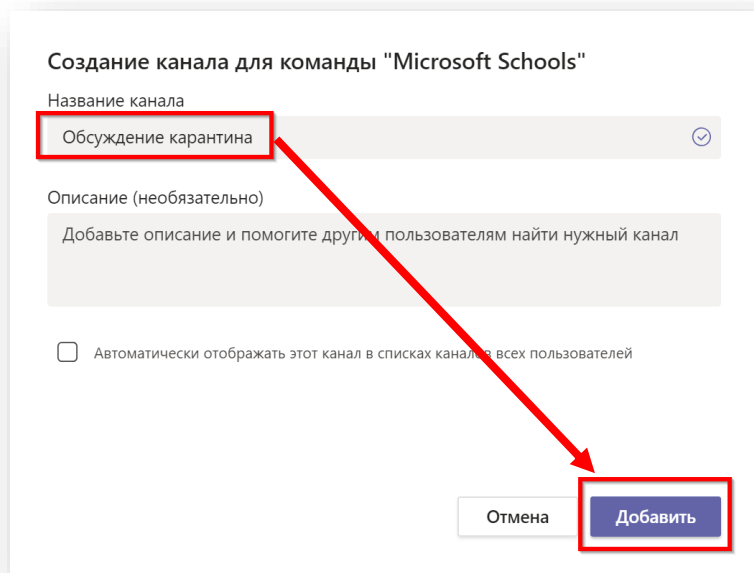 Создание канала для команды "Microsoft Schools"
Название канала
Обсуждение карантина
Описание (необязательно)
Добавьте описание и помогите другим пользователям найти нужный канал
Автоматически отображать этот канал в списках каналов всех пользователей
Отмена Добавить